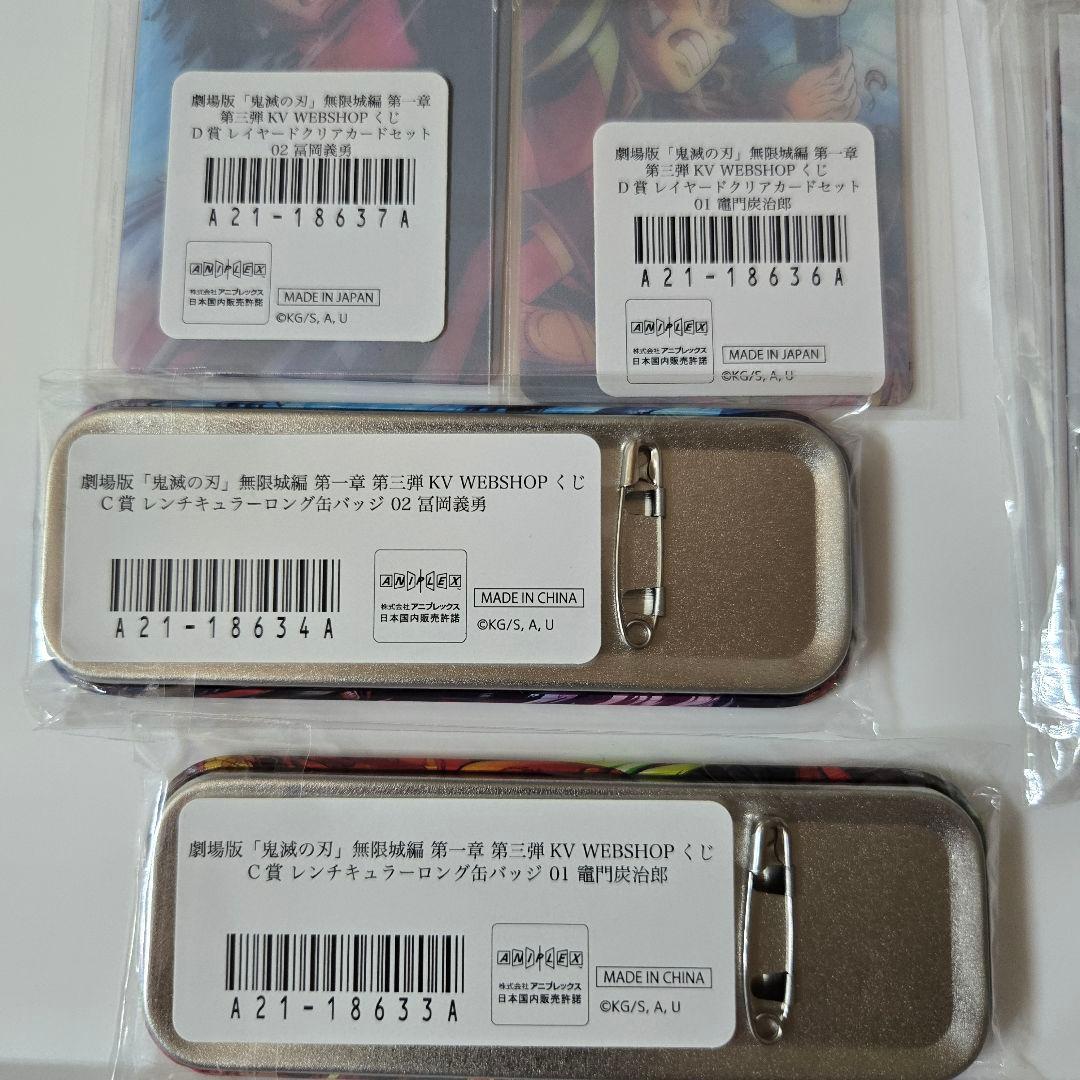 劇場版「鬼滅の刃」無限城編 第一章
第三弾 KV WEBSHOP くじ
D賞 レイヤードクリアカードセット
02 冨岡義勇
A21-18637A
ANIPLEX
株式会社アニプレックス
日本国内販売許諾
MADE IN JAPAN
©KG/S, A, U
劇場版「鬼滅の刃」無限城編 第一章
第三弾 KV WEBSHOP くじ
D賞 レイヤードクリアカードセット
01 竈門炭治郎
A21-18636A
ANIPLEX
株式会社アニプレックス
日本国内販売許諾
MADE IN JAPAN
©KG/S, A, U
劇場版「鬼滅の刃」無限城編 第一章 第三弾 KV WEBSHOP くじ
C賞 レンチキュラーロング缶バッジ 02 冨岡義勇
A21-18634A
ANIPLEX
株式会社アニプレックス
日本国内販売許諾
MADE IN CHINA
©KG/S, A, U
劇場版「鬼滅の刃」無限城編 第一章 第三弾 KV WEBSHOP くじ
C賞 レンチキュラーロング缶バッジ 01 竈門炭治郎
A21-18633A
ANIPLEX
株式会社アニプレックス
日本国内販売許諾
MADE IN CHINA
©KG/S, A, U